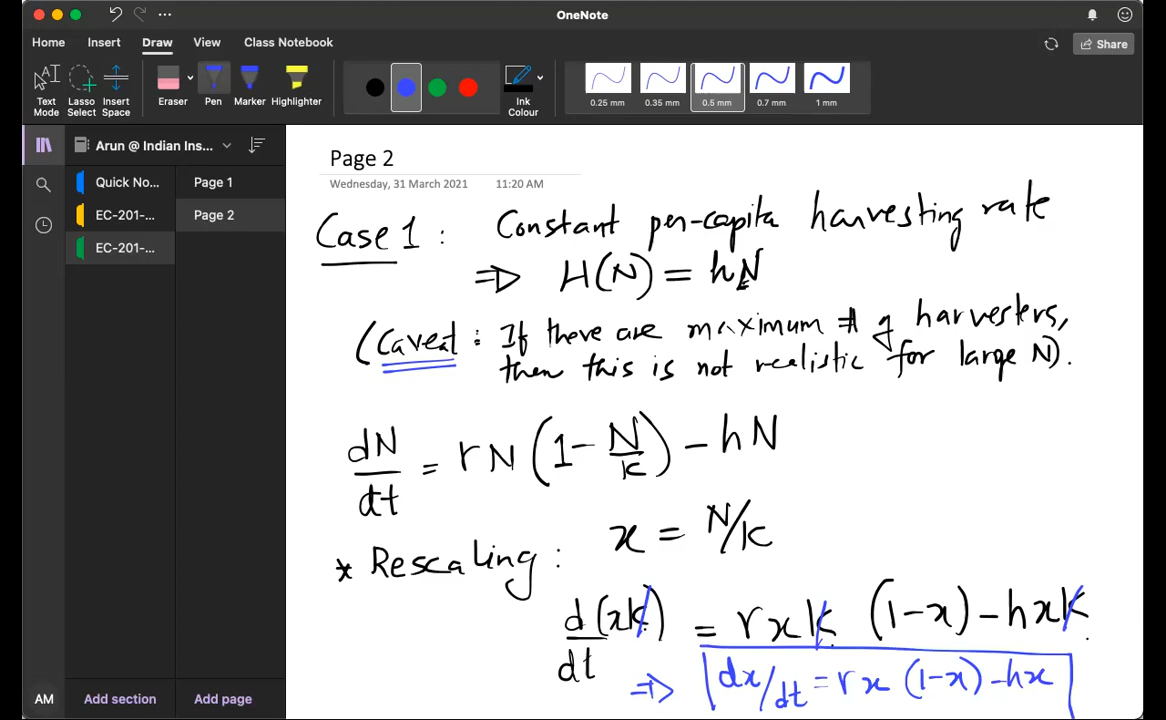 OneNote
Home Insert Draw View Class Notebook
Share
Text Mode
Lasso Select
Insert Space
Eraser
Pen
Marker
Highlighter
Ink Colour
0.25 mm 0.35 mm 0.5 mm 0.7 mm 1 mm
Arun @ Indian Ins...
Quick No...
EC-201-...
EC-201-...
Page 1
Page 2
Page 2
Wednesday, 31 March 2021 11:20 AM
Case 1 : Constant per-capita harvesting rate
⇒ H(N) = hN
(Caveat : If there are maximum # of harvesters,
then this is not realistic for large N).
dN/dt = rN (1 - N/K) - hN
* Rescaling : x = N/K
d(xK)/dt = rxK (1-x) - hxK
⇒ dx/dt = rx (1-x) - hx
AM
Add section
Add page